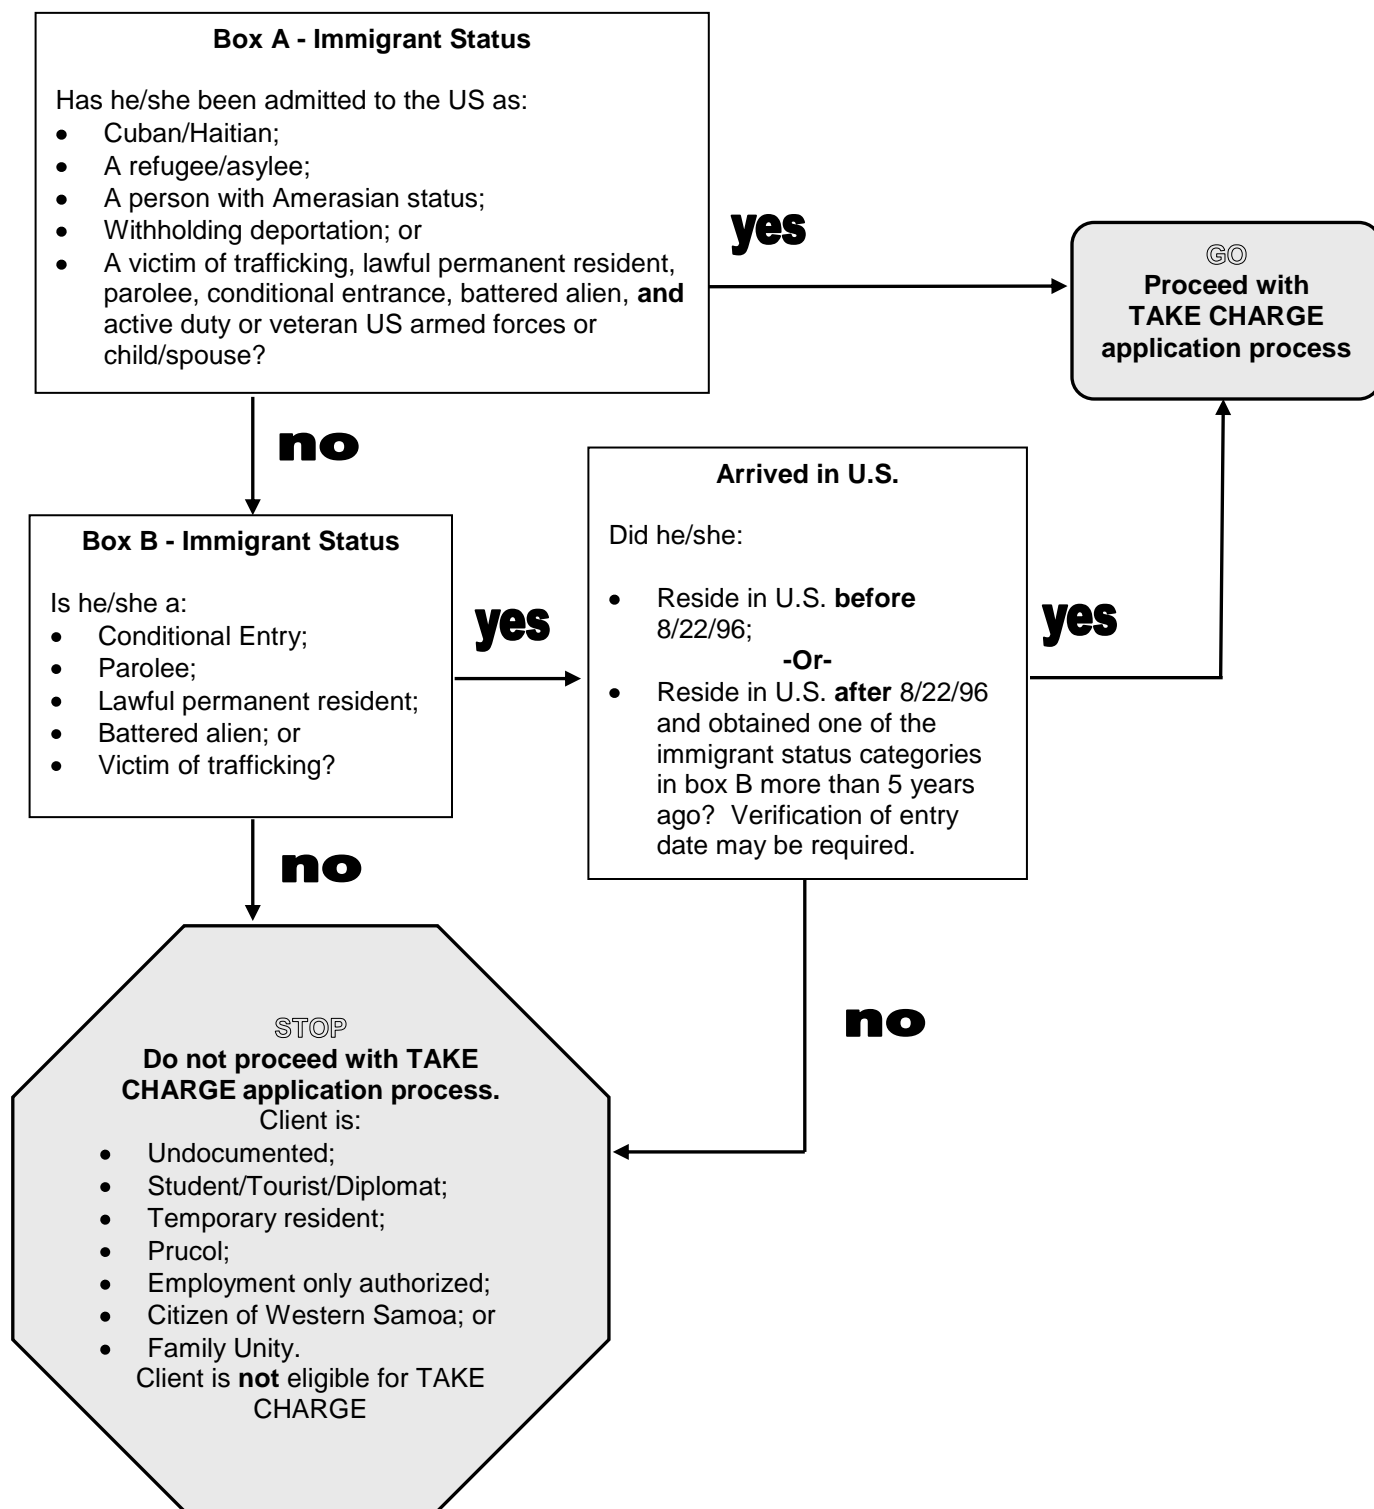 Box A - Immigrant Status
Has he/she been admitted to the US as:
• Cuban/Haitian;
• A refugee/asylee;
• A person with Amerasian status;
• Withholding deportation; or
• A victim of trafficking, lawful permanent resident,
parolee, conditional entrance, battered alien, and
active duty or veteran US armed forces or
child/spouse?
yes
GO
Proceed with
TAKE CHARGE
application process
no
Box B - Immigrant Status
Is he/she a:
• Conditional Entry;
• Parolee;
• Lawful permanent resident;
• Battered alien; or
• Victim of trafficking?
yes
Arrived in U.S.
Did he/she:
• Reside in U.S. before
8/22/96;
-Or-
• Reside in U.S. after 8/22/96
and obtained one of the
immigrant status categories
in box B more than 5 years
ago?  Verification of entry
date may be required.
yes
no
no
STOP
Do not proceed with TAKE
CHARGE application process.
Client is:
• Undocumented;
• Student/Tourist/Diplomat;
• Temporary resident;
• Prucol;
• Employment only authorized;
• Citizen of Western Samoa; or
• Family Unity.
Client is not eligible for TAKE
CHARGE